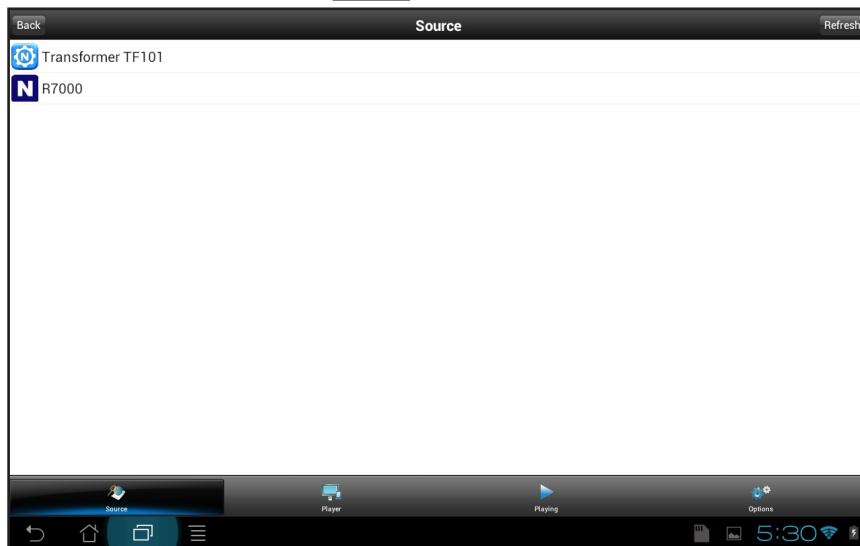 Back Source Refresh
N Transformer TF101
N R7000
Source Player Playing Options
5:30